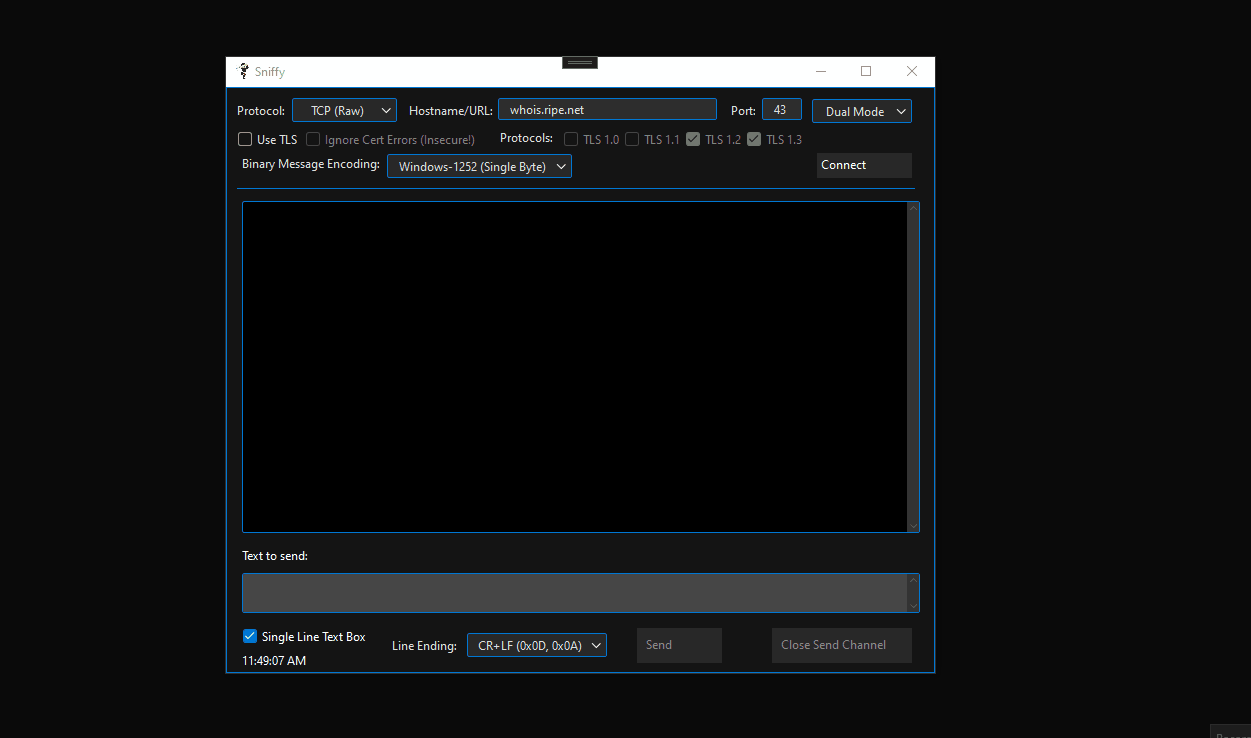 Sniffy
Protocol: TCP (Raw) Hostname/URL: whois.ripe.net Port: 43 Dual Mode
Use TLS Ignore Cert Errors (Insecure!) Protocols: TLS 1.0 TLS 1.1 TLS 1.2 TLS 1.3
Binary Message Encoding: Windows-1252 (Single Byte) Connect
Text to send:
Single Line Text Box Line Ending: CR+LF (0x0D, 0x0A) Send Close Send Channel
11:49:07 AM